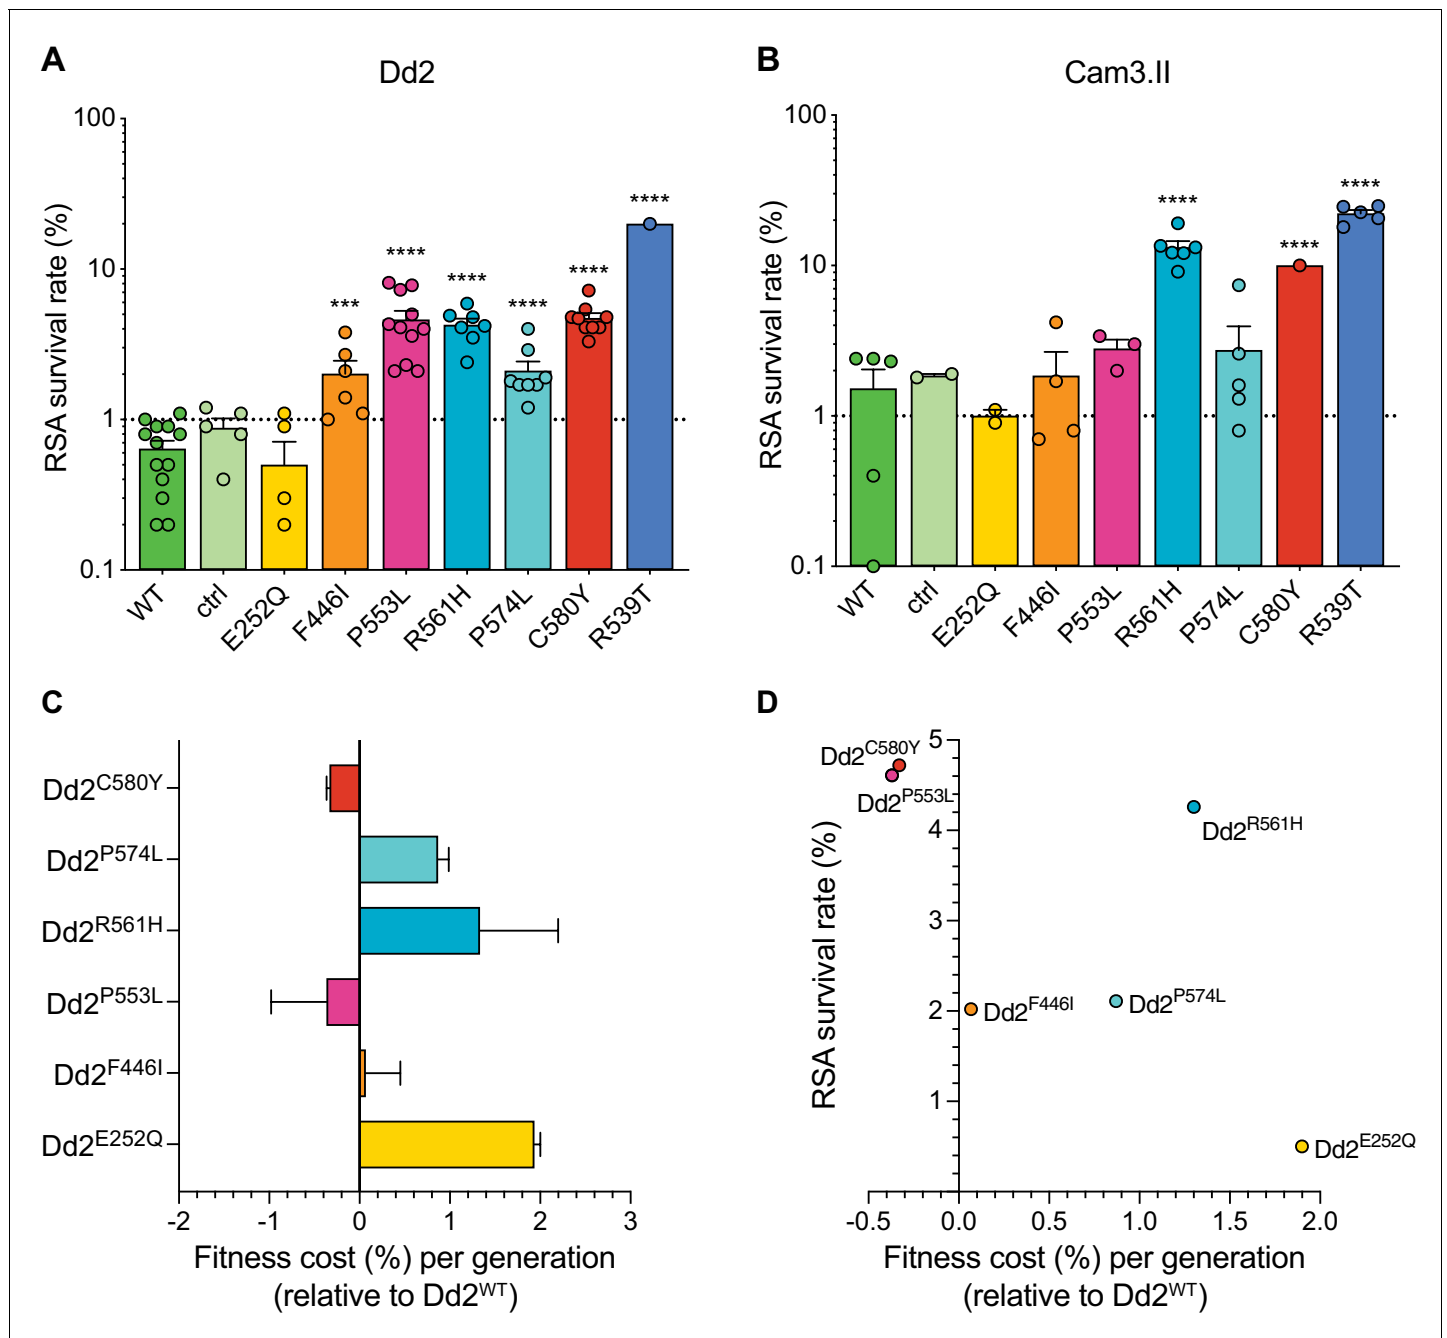 A
Dd2
RSA survival rate (%)
100
10
1
0.1
***
****
****
****
****
****
WT
ctrl
E252Q
F446I
P553L
R561H
P574L
C580Y
R539T
B
Cam3.II
RSA survival rate (%)
100
10
1
0.1
****
****
****
WT
ctrl
E252Q
F446I
P553L
R561H
P574L
C580Y
R539T
C
Dd2C580Y
Dd2P574L
Dd2R561H
Dd2P553L
Dd2F446I
Dd2E252Q
-2 -1 0 1 2 3
Fitness cost (%) per generation
(relative to Dd2WT)
D
RSA survival rate (%)
5
4
3
2
1
Dd2C580Y
Dd2P553L
Dd2R561H
Dd2F446I
Dd2P574L
Dd2E252Q
-0.5 0.0 0.5 1.0 1.5 2.0
Fitness cost (%) per generation
(relative to Dd2WT)